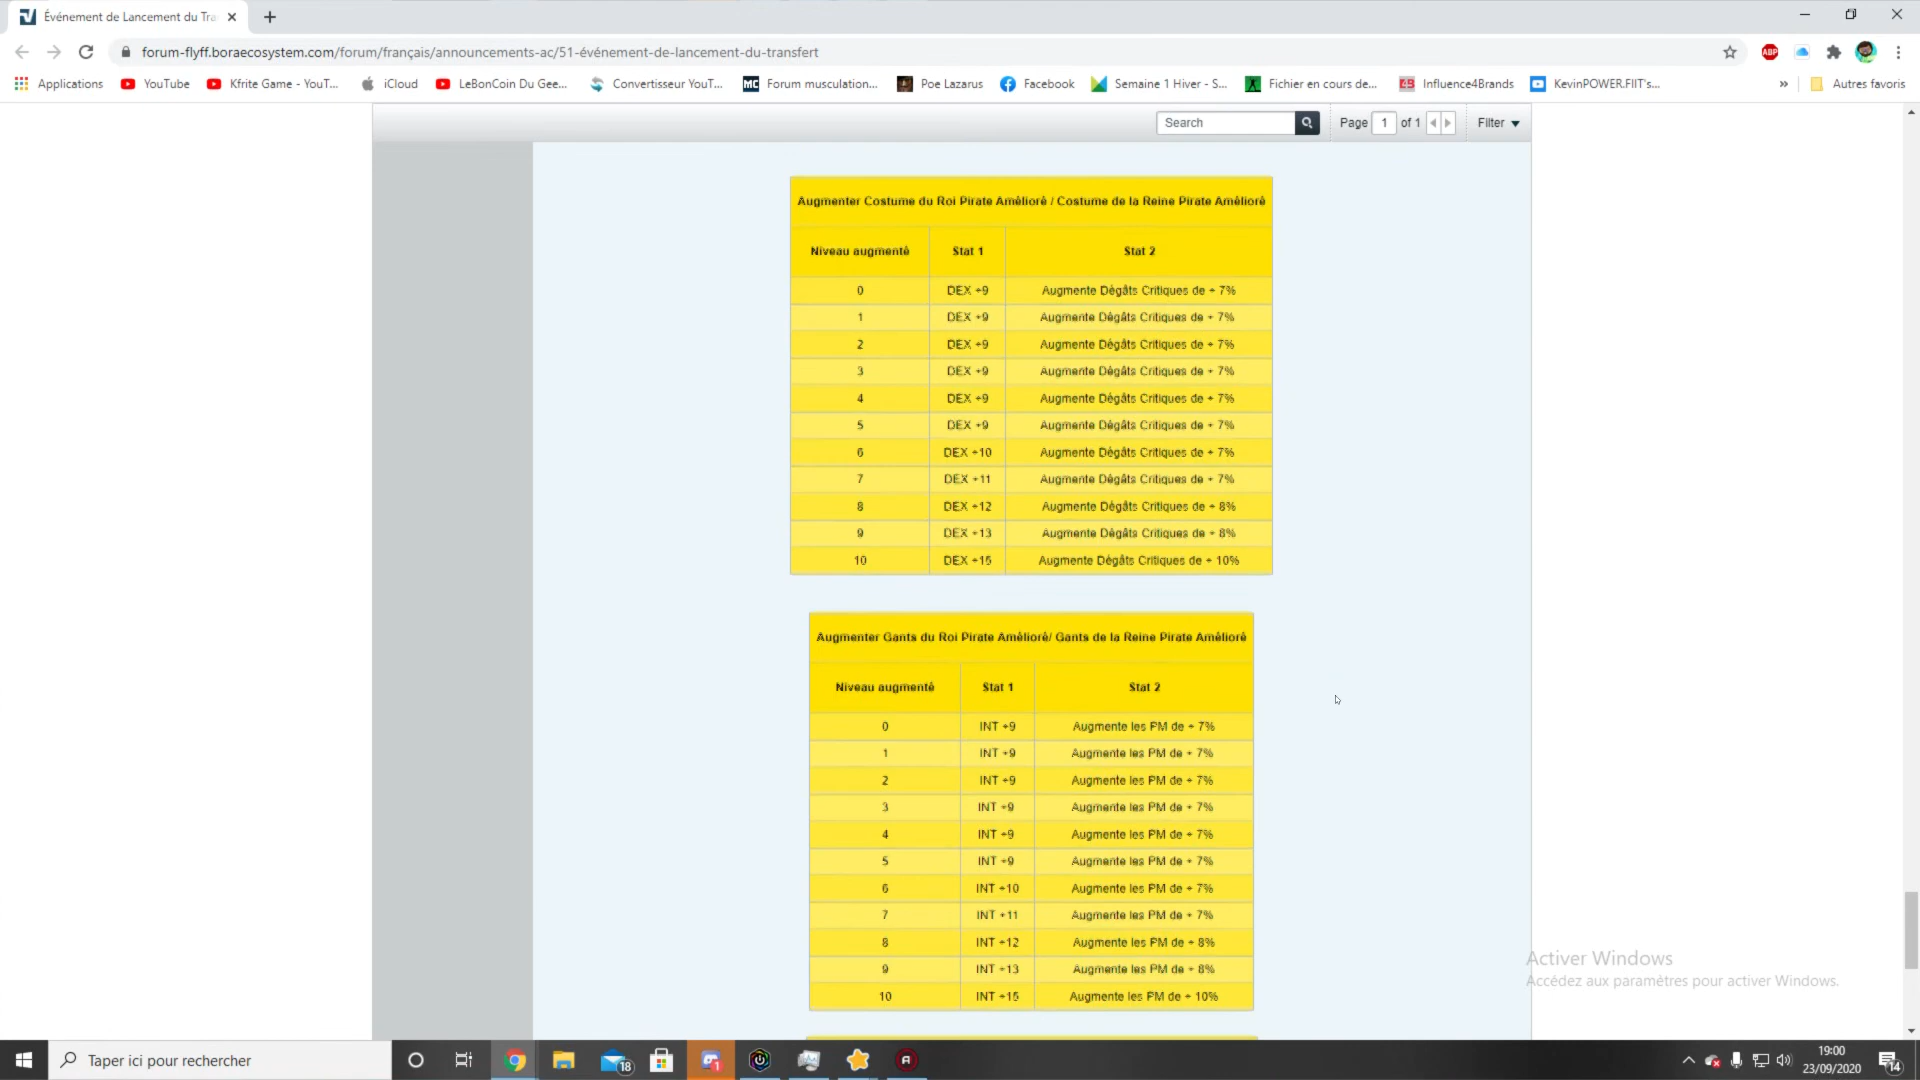 Événement de Lancement du Tra
forum-flyff.boraecosystem.com/forum/français/announcements-ac/51-événement-de-lancement-du-transfert
ABP
Applications YouTube Kfrite Game - YouT... iCloud LeBonCoin Du Gee... Convertisseur YouT... MC Forum musculation... Poe Lazarus Facebook Semaine 1 Hiver - S... Fichier en cours de... Influence4Brands KevinPOWER.FIIT's... » Autres favoris
Search Page 1 of 1 Filter
Augmenter Costume du Roi Pirate Amélioré / Costume de la Reine Pirate Amélioré
Niveau augmenté Stat 1 Stat 2
0 DEX +9 Augmente Dégâts Critiques de + 7%
1 DEX +9 Augmente Dégâts Critiques de + 7%
2 DEX +9 Augmente Dégâts Critiques de + 7%
3 DEX +9 Augmente Dégâts Critiques de + 7%
4 DEX +9 Augmente Dégâts Critiques de + 7%
5 DEX +9 Augmente Dégâts Critiques de + 7%
6 DEX +10 Augmente Dégâts Critiques de + 7%
7 DEX +11 Augmente Dégâts Critiques de + 7%
8 DEX +12 Augmente Dégâts Critiques de + 8%
9 DEX +13 Augmente Dégâts Critiques de + 8%
10 DEX +15 Augmente Dégâts Critiques de + 10%
Augmenter Gants du Roi Pirate Amélioré/ Gants de la Reine Pirate Amélioré
Niveau augmenté Stat 1 Stat 2
0 INT +9 Augmente les PM de + 7%
1 INT +9 Augmente les PM de + 7%
2 INT +9 Augmente les PM de + 7%
3 INT +9 Augmente les PM de + 7%
4 INT +9 Augmente les PM de + 7%
5 INT +9 Augmente les PM de + 7%
6 INT +10 Augmente les PM de + 7%
7 INT +11 Augmente les PM de + 7%
8 INT +12 Augmente les PM de + 8%
9 INT +13 Augmente les PM de + 8%
10 INT +15 Augmente les PM de + 10%
Activer Windows
Accédez aux paramètres pour activer Windows.
Taper ici pour rechercher 18 1 19:00
23/09/2020 14